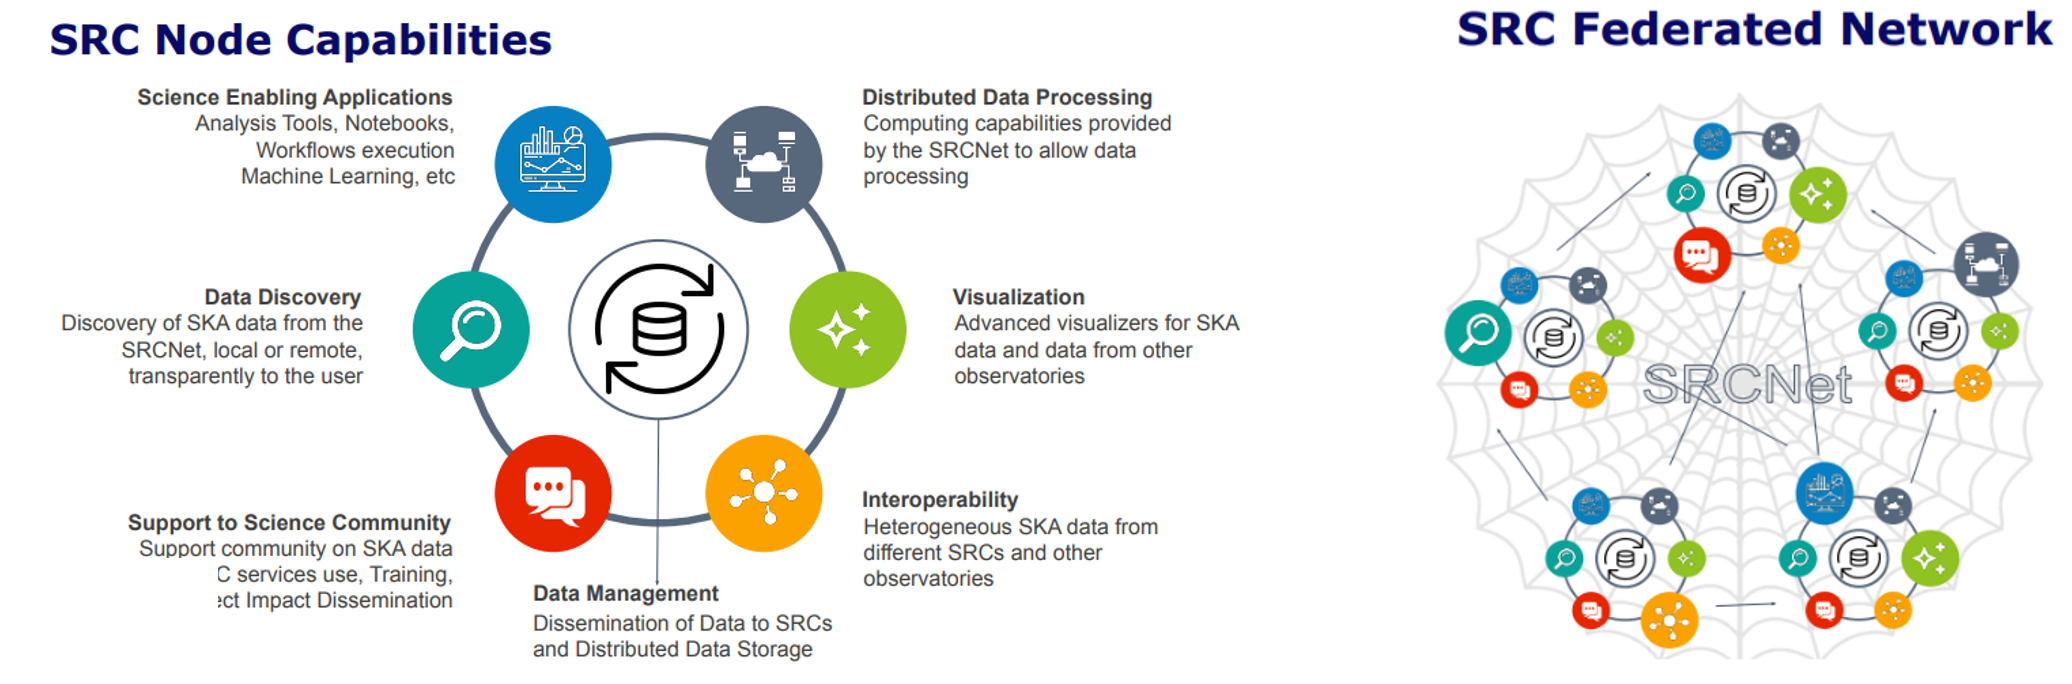 SRC Node Capabilities
Science Enabling Applications
Analysis Tools, Notebooks,
Workflows execution
Machine Learning, etc
Distributed Data Processing
Computing capabilities provided
by the SRCNet to allow data
processing
Data Discovery
Discovery of SKA data from the
SRCNet, local or remote,
transparently to the user
Visualization
Advanced visualizers for SKA
data and data from other
observatories
Support to Science Community
Support community on SKA data
C services use, Training,
ect Impact Dissemination
Interoperability
Heterogeneous SKA data from
different SRCs and other
observatories
Data Management
Dissemination of Data to SRCs
and Distributed Data Storage
SRC Federated Network
SRCNet